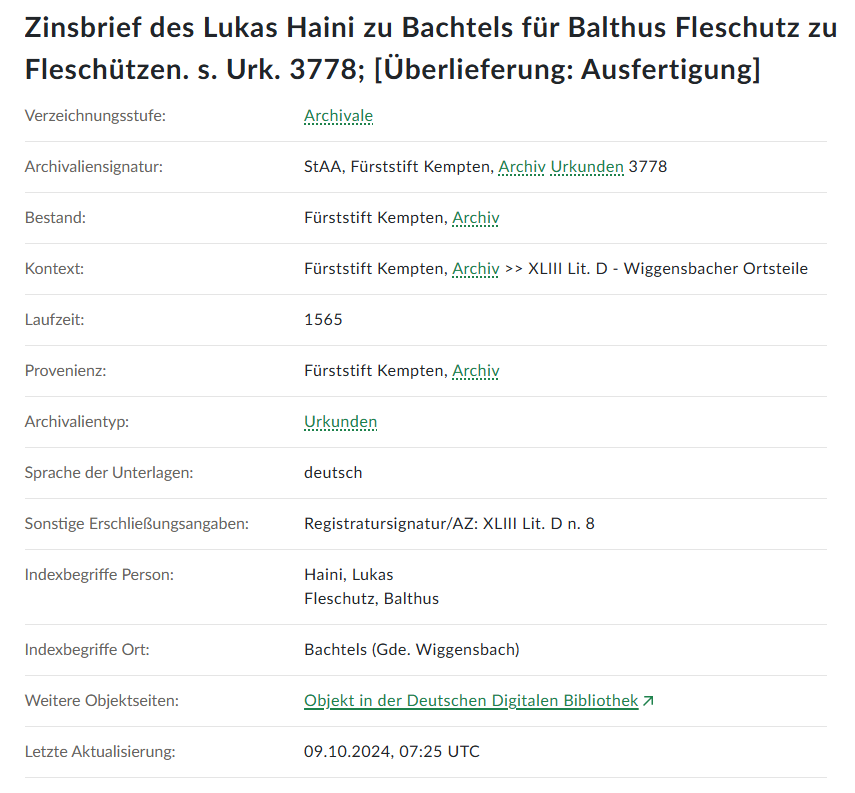 Zinsbrief des Lukas Haini zu Bachtels für Balthus Fleschutz zu
Fleschützen. s. Urk. 3778; [Überlieferung: Ausfertigung]
Verzeichnungsstufe: Archivale
Archivaliensignatur: StAA, Fürststift Kempten, Archiv Urkunden 3778
Bestand: Fürststift Kempten, Archiv
Kontext: Fürststift Kempten, Archiv >> XLIII Lit. D - Wiggensbacher Ortsteile
Laufzeit: 1565
Provenienz: Fürststift Kempten, Archiv
Archivalientyp: Urkunden
Sprache der Unterlagen: deutsch
Sonstige Erschließungsangaben: Registratursignatur/AZ: XLIII Lit. D n. 8
Indexbegriffe Person: Haini, Lukas
Fleschutz, Balthus
Indexbegriffe Ort: Bachtels (Gde. Wiggensbach)
Weitere Objektseiten: Objekt in der Deutschen Digitalen Bibliothek
Letzte Aktualisierung: 09.10.2024, 07:25 UTC